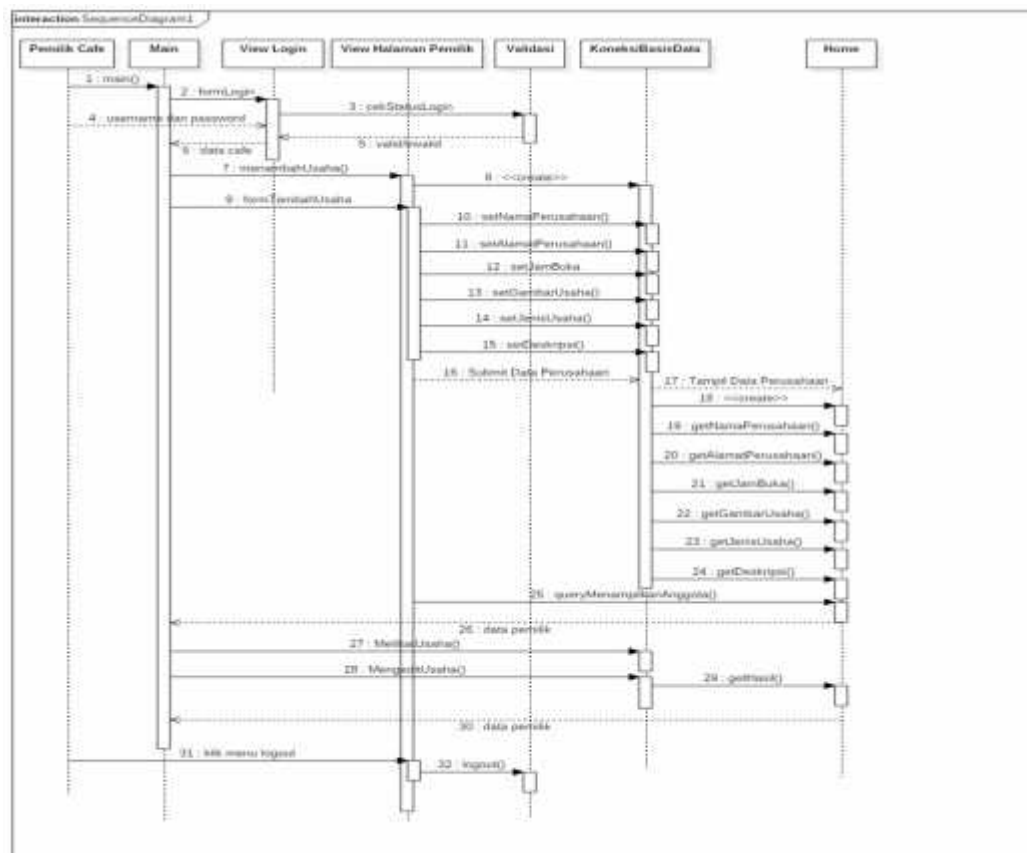 interaction SequenceDiagram1
Pemilik Cafe
Main
View Login
View Halaman Pemilik
Validasi
KoneksiBasisData
Home
1 : main()
2 : formLogin
3 : cekStatusLogin
4 : username dan password
5 : valid/invalid
6 : data cafe
7 : menambahUsaha()
8 : <<create>>
9 : formTambahUsaha
10 : setNamaPerusahaan()
11 : setAlamatPerusahaan()
12 : setJamBuka
13 : setGambarUsaha()
14 : setJenisUsaha()
15 : setDeskripsi()
16 : Submit Data Perusahaan
17 : Tampil Data Perusahaan
18 : <<create>>
19 : getNamaPerusahaan()
20 : getAlamatPerusahaan()
21 : getJamBuka()
22 : getGambarUsaha()
23 : getJenisUsaha()
24 : getDeskripsi()
25 : queryMenampilkanAnggota()
26 : data pemilik
27 : MelihatUsaha()
28 : MengeditUsaha()
29 : getHasil()
30 : data pemilik
31 : klik menu logout
32 : logout()